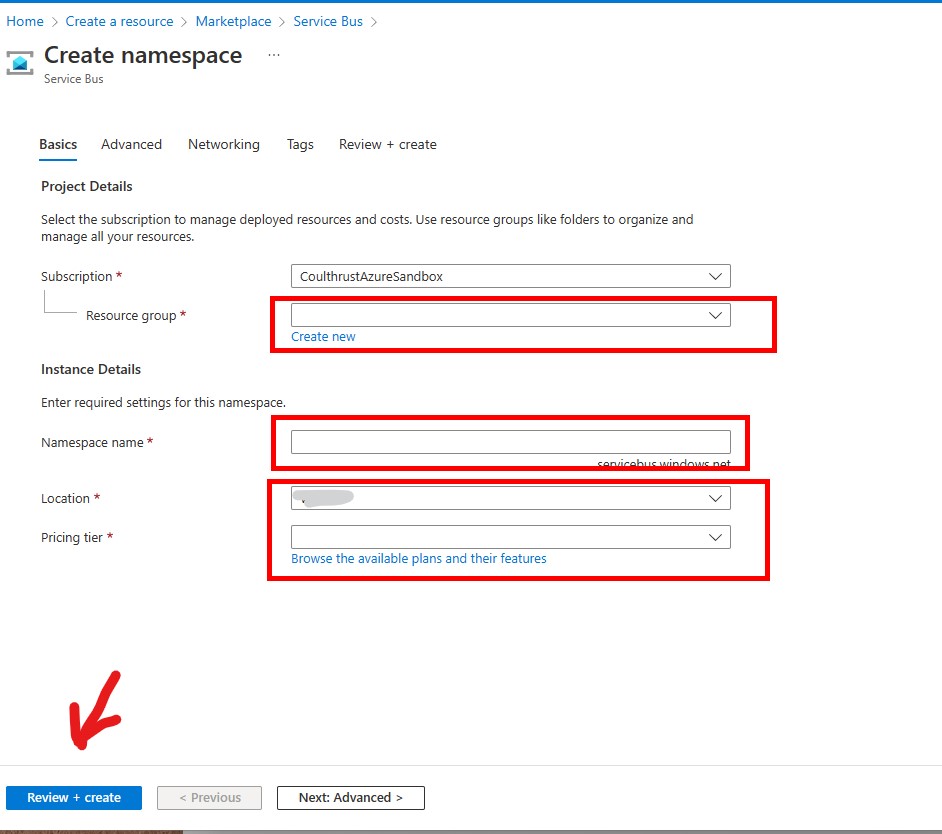 Home > Create a resource > Marketplace > Service Bus >
Create namespace ...
Service Bus
Basics Advanced Networking Tags Review + create
Project Details
Select the subscription to manage deployed resources and costs. Use resource groups like folders to organize and
manage all your resources.
Subscription * CoulthrustAzureSandbox
Resource group *
Create new
Instance Details
Enter required settings for this namespace.
Namespace name *
.servicebus.windows.net
Location *
Pricing tier *
Browse the available plans and their features
Review + create < Previous Next: Advanced >